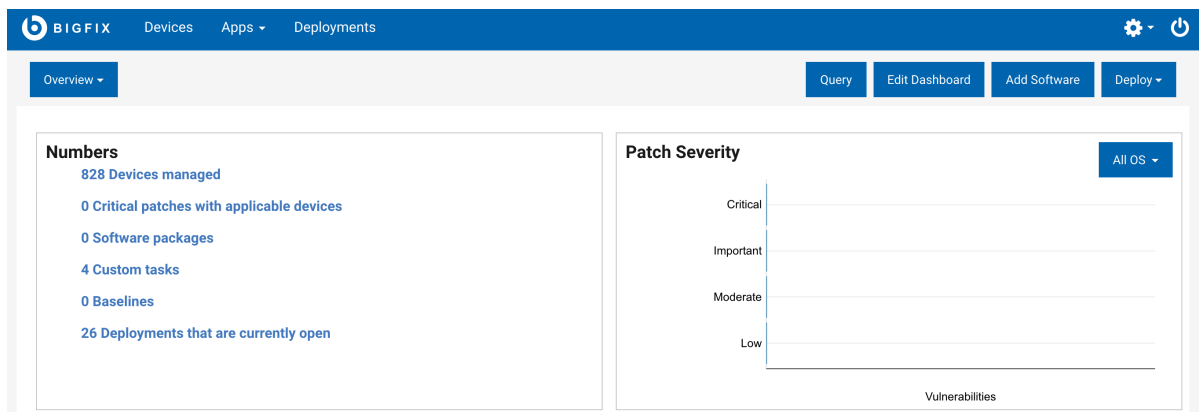 BIGFIX Devices Apps Deployments
Overview Query Edit Dashboard Add Software Deploy
Numbers
828 Devices managed
0 Critical patches with applicable devices
0 Software packages
4 Custom tasks
0 Baselines
26 Deployments that are currently open
Patch Severity
All OS
Critical
Important
Moderate
Low
Vulnerabilities